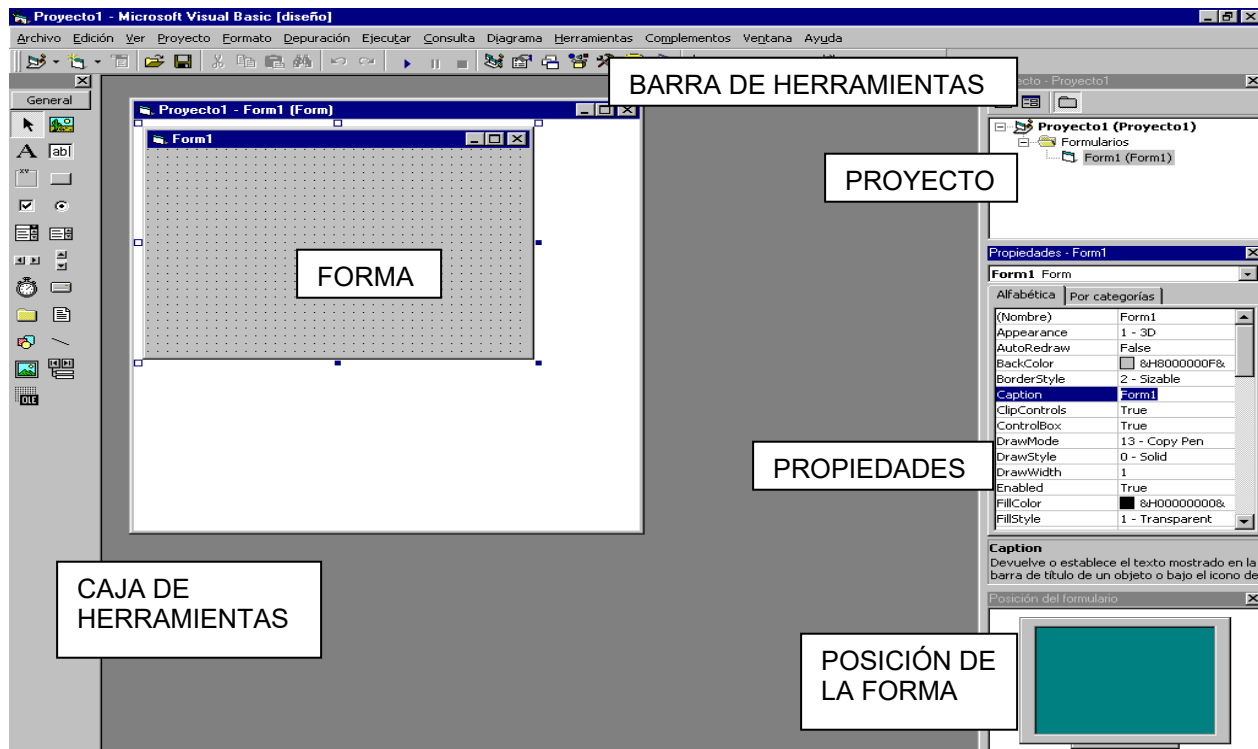 Proyecto1 - Microsoft Visual Basic [diseño]
Archivo Edición Ver Proyecto Formato Depuración Ejecutar Consulta Diagrama Herramientas Complementos Ventana Ayuda
BARRA DE HERRAMIENTAS
General
A
ab|
xv
OLE
Proyecto1 - Form1 (Form)
Form1
FORMA
CAJA DE
HERRAMIENTAS
ecto - Proyecto1
Proyecto1 (Proyecto1)
Formularios
Form1 (Form1)
PROYECTO
Propiedades - Form1
Form1 Form
Alfabética Por categorías
(Nombre) Form1
Appearance 1 - 3D
AutoRedraw False
BackColor &H8000000F&
BorderStyle 2 - Sizable
Caption Form1
ClipControls True
ControlBox True
DrawMode 13 - Copy Pen
DrawStyle 0 - Solid
DrawWidth 1
Enabled True
FillColor &H00000000&
FillStyle 1 - Transparent
PROPIEDADES
Caption
Devuelve o establece el texto mostrado en la
barra de título de un objeto o bajo el icono de
Posición del formulario
POSICIÓN DE
LA FORMA